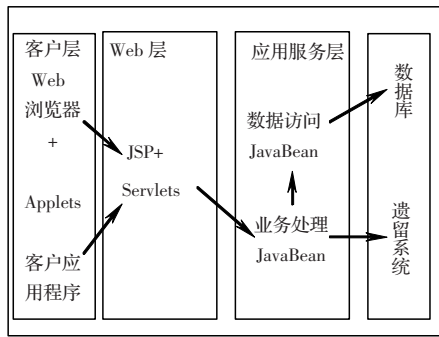 客户层
Web
浏览器
+
Applets
客户应
用程序
Web 层
JSP+
Servlets
应用服务层
数据访问
JavaBean
业务处理
JavaBean
数据库
遗留系统